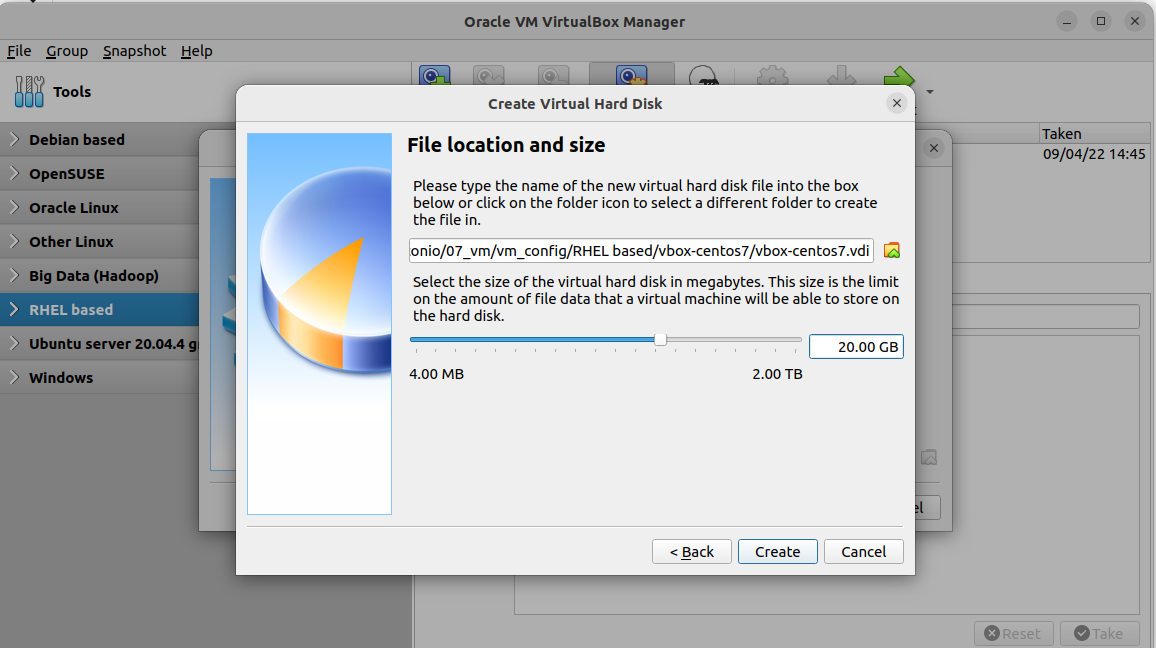 Oracle VM VirtualBox Manager
File Group Snapshot Help
Tools
Debian based
OpenSUSE
Oracle Linux
Other Linux
Big Data (Hadoop)
RHEL based
Ubuntu server 20.04.4 g
Windows
Taken
09/04/22 14:45
Create Virtual Hard Disk
File location and size
Please type the name of the new virtual hard disk file into the box
below or click on the folder icon to select a different folder to create
the file in.
onio/07_vm/vm_config/RHEL based/vbox-centos7/vbox-centos7.vdi
Select the size of the virtual hard disk in megabytes. This size is the limit
on the amount of file data that a virtual machine will be able to store on
the hard disk.
20.00 GB
4.00 MB 2.00 TB
< Back Create Cancel
el
Reset Take